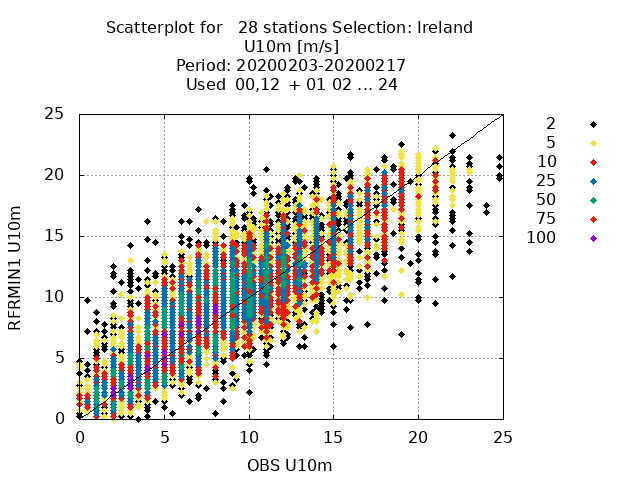 Scatterplot for   28 stations Selection: Ireland
U10m [m/s]
Period: 20200203-20200217
Used  00,12  + 01 02 ... 24
25
20
15
10
5
0
RFRMIN1 U10m
0 5 10 15 20 25
OBS U10m
2
5
10
25
50
75
100